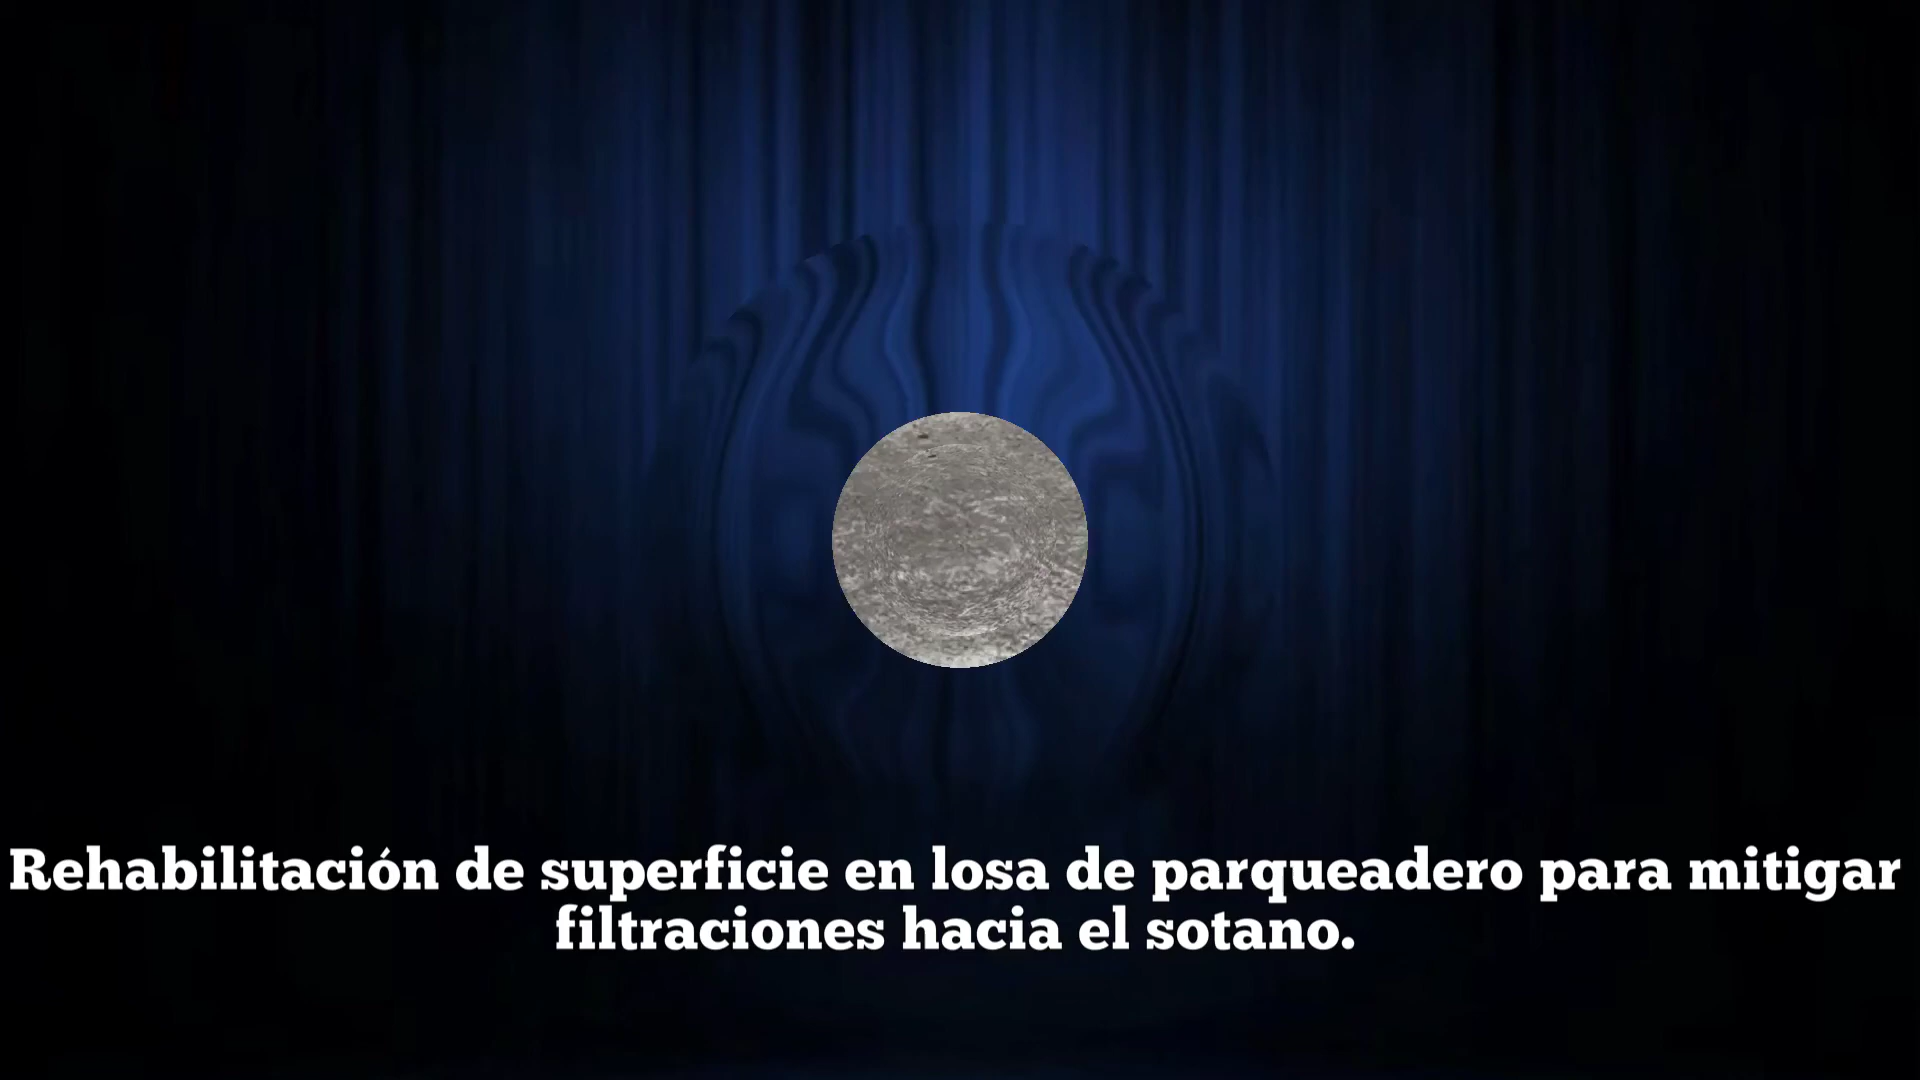 Rehabilitación de superficie en losa de parqueadero para mitigar
filtraciones hacia el sotano.